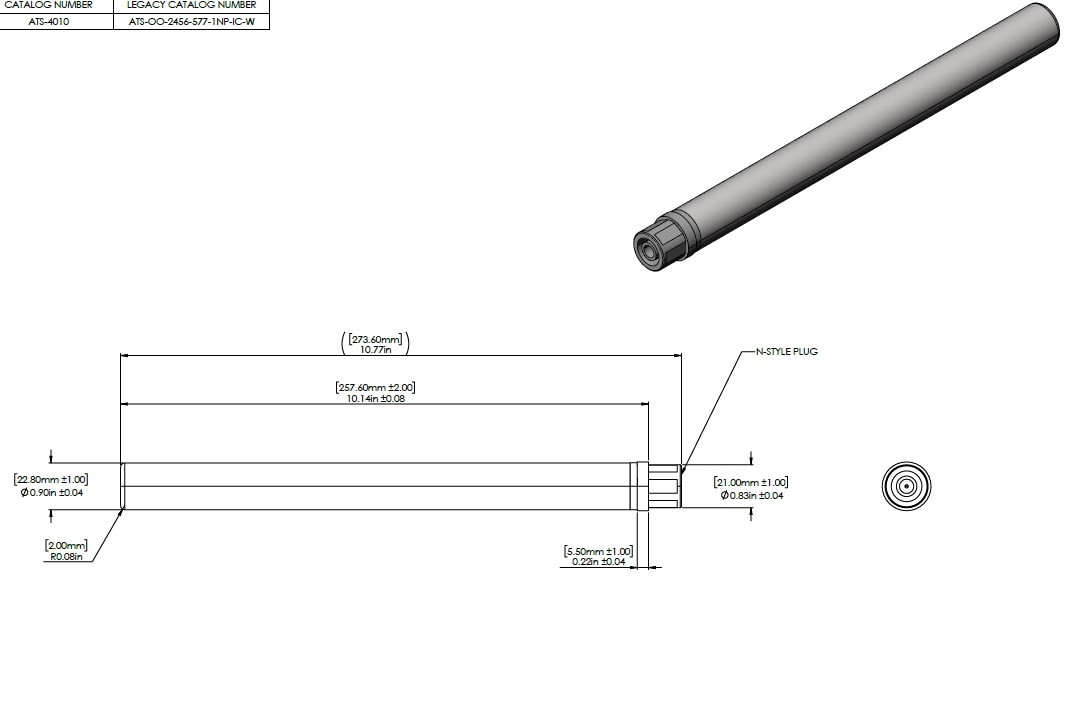 CATALOG NUMBER LEGACY CATALOG NUMBER
ATS-4010 ATS-OO-2456-577-1NP-IC-W
([273.60mm])
10.77in
N-STYLE PLUG
[257.60mm ±2.00]
10.14in ±0.08
[22.80mm ±1.00]
Ø0.90in ±0.04
[21.00mm ±1.00]
Ø0.83in ±0.04
[2.00mm]
R0.08in
[5.50mm ±1.00]
0.22in ±0.04